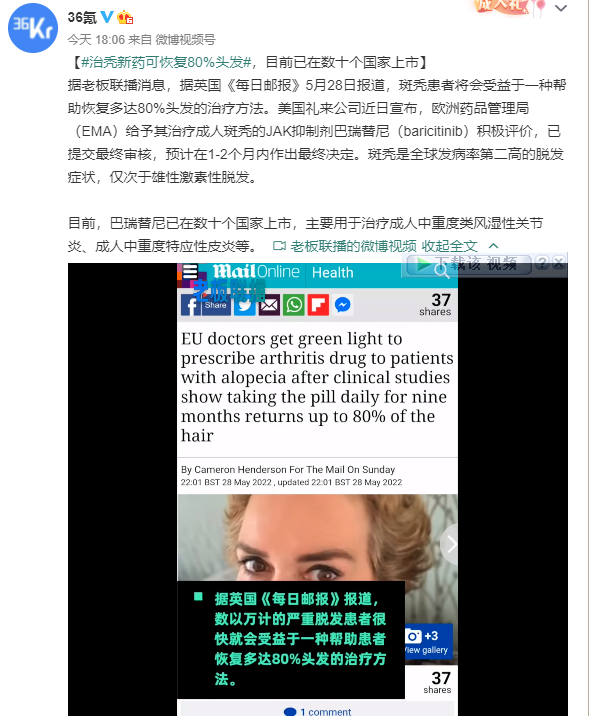 36Kr
36氪
成人礼
今天 18:06 来自 微博视频号
【#治秃新药可恢复80%头发#，目前已在数十个国家上市】
据老板联播消息，据英国《每日邮报》5月28日报道，斑秃患者将会受益于一种帮
助恢复多达80%头发的治疗方法。美国礼来公司近日宣布，欧洲药品管理局
（EMA）给予其治疗成人斑秃的JAK抑制剂巴瑞替尼（baricitinib）积极评价，已
提交最终审核，预计在1-2个月内作出最终决定。斑秃是全球发病率第二高的脱发
症状，仅次于雄性激素性脱发。
目前，巴瑞替尼已在数十个国家上市，主要用于治疗成人中重度类风湿性关节
炎、成人中重度特应性皮炎等。 老板联播的微博视频 收起全文
下载该 视频 ? X
MailOnline Health
老板联播
Share
37
shares
EU doctors get green light to
prescribe arthritis drug to patients
with alopecia after clinical studies
show taking the pill daily for nine
months returns up to 80% of the
hair
By Cameron Henderson For The Mail On Sunday
22:01 BST 28 May 2022 , updated 22:01 BST 28 May 2022
据英国《每日邮报》报道，
数以万计的严重脱发患者很
快就会受益于一种帮助患者
恢复多达80%头发的治疗方
法。
+3
View gallery
37
shares
1 comment